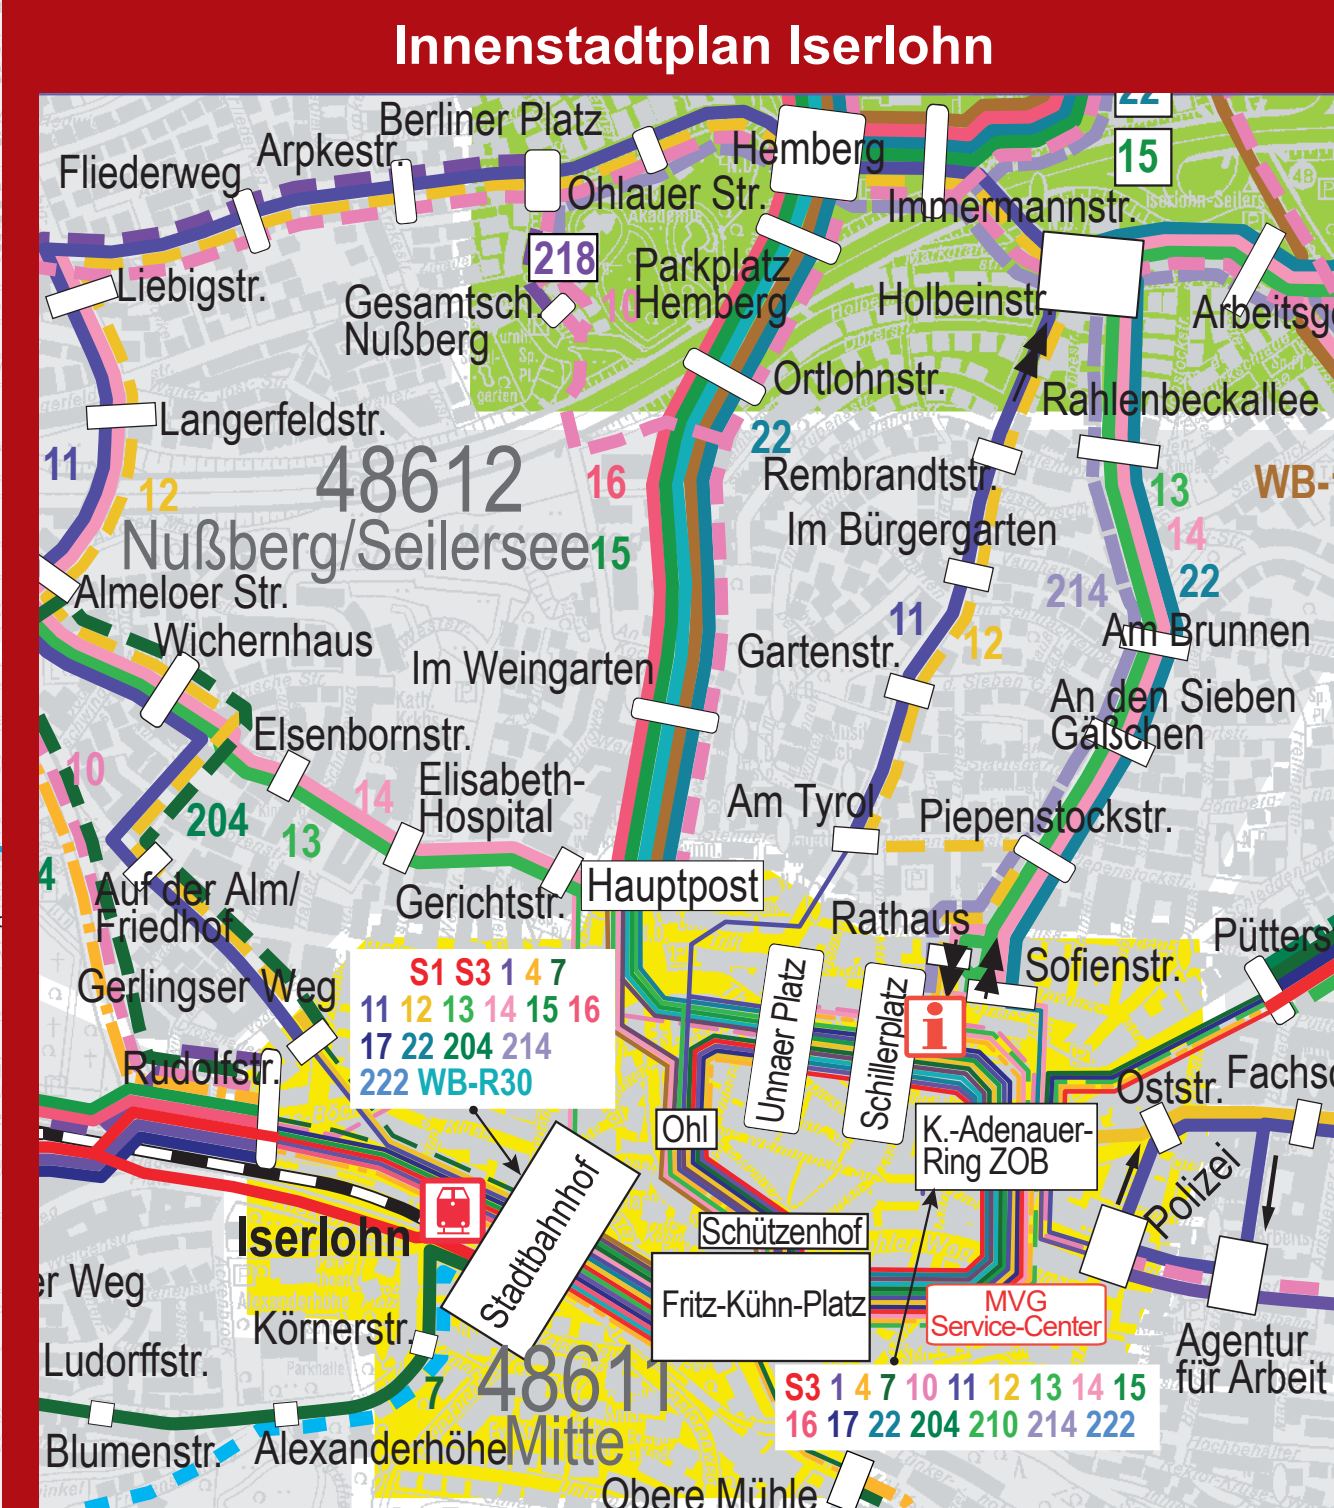 Innenstadtplan Iserlohn
Berliner Platz
22
15
Arpkestr.
Hemberg
Fliederweg
Ohlauer Str.
Immermannstr.
218
Parkplatz
Hemberg
Liebigstr.
Gesamtsch.
Nußberg
10
Holbeinstr.
Arbeitsg
Ortlohnstr.
Rahlenbeckallee
Langerfeldstr.
22
11
12
48612
16
Rembrandtstr.
13
WB-
Nußberg/Seilersee
15
Im Bürgergarten
14
22
214
Almeloer Str.
11
12
Wichernhaus
Im Weingarten
Gartenstr.
Am Brunnen
An den Sieben
Gäßchen
Elsenbornstr.
10
204
13
14
Elisabeth-
Hospital
Am Tyrol
Piepenstockstr.
4
Auf der Alm/
Friedhof
Gerichtstr.
Hauptpost
Rathaus
Pütters
Gerlingser Weg
S1 S3 1 4 7
11 12 13 14 15 16
17 22 204 214
222 WB-R30
Unnaer Platz
Schillerplatz
i
Sofienstr.
Rudolfstr.
Oststr.
Fachsc
Ohl
K.-Adenauer-
Ring ZOB
Polizei
Iserlohn
Stadtbahnhof
Schützenhof
er Weg
Fritz-Kühn-Platz
MVG
Service-Center
Körnerstr.
Ludorffstr.
Agentur
für Arbeit
7
48611
Mitte
S3 1 4 7 10 11 12 13 14 15
16 17 22 204 210 214 222
Blumenstr.
Alexanderhöhe
Obere Mühle